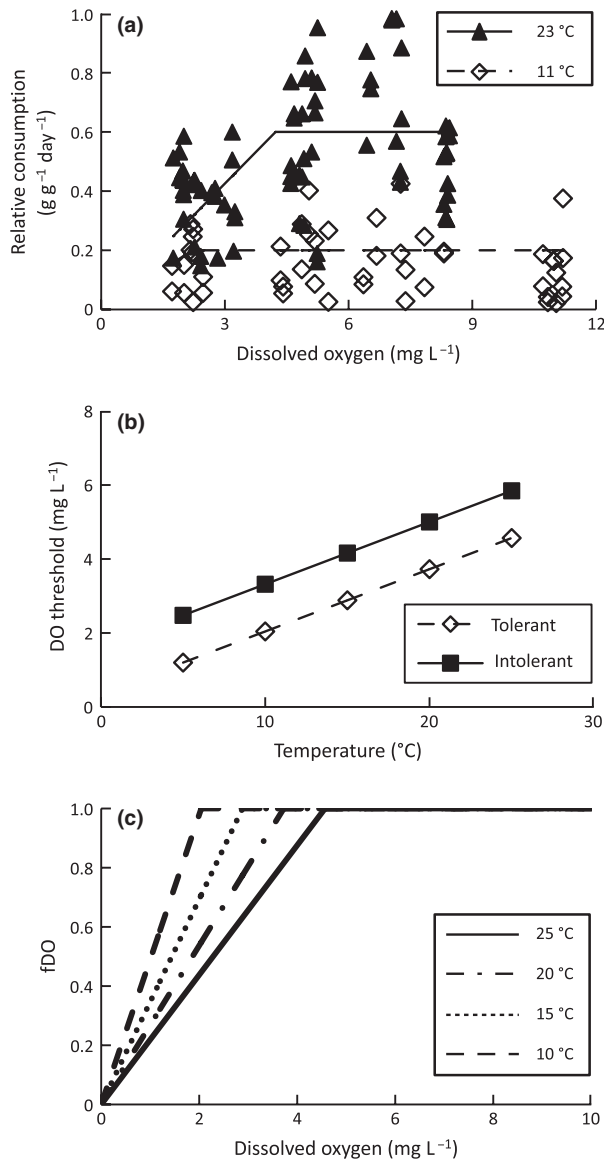 (a)
1.0
0.8
0.6
0.4
0.2
0
0 3 6 9 12
Relative consumption
(g g⁻¹ day⁻¹)
Dissolved oxygen (mg L⁻¹)
23 °C
11 °C
(b)
8
6
4
2
0
0 10 20 30
DO threshold (mg L⁻¹)
Temperature (°C)
Tolerant
Intolerant
(c)
1.0
0.8
0.6
0.4
0.2
0
0 2 4 6 8 10
fDO
Dissolved oxygen (mg L⁻¹)
25 °C
20 °C
15 °C
10 °C